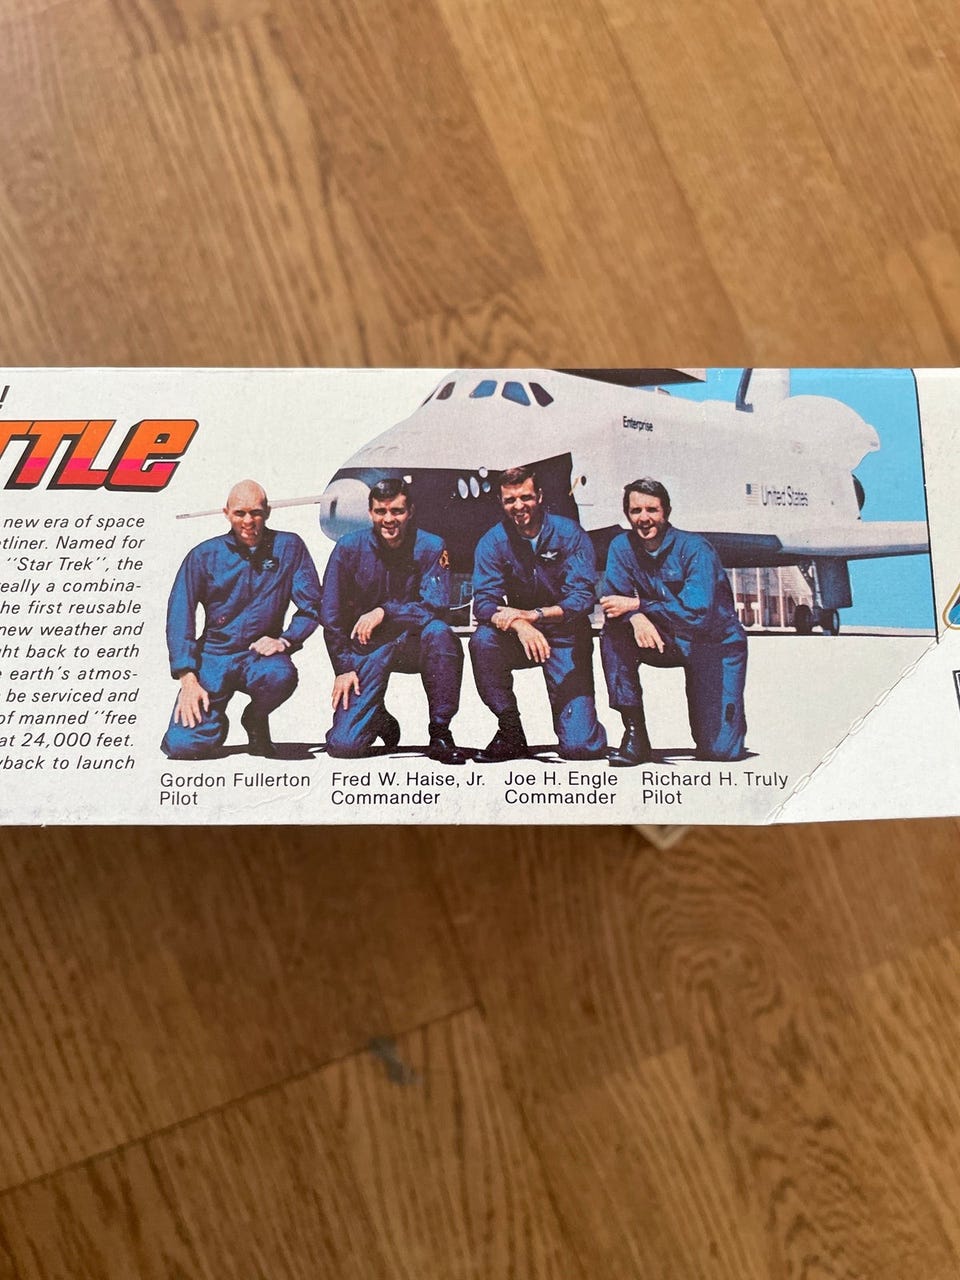 !
TTLe
new era of space
tliner. Named for
"Star Trek", the
eally a combina-
he first reusable
new weather and
ht back to earth
earth's atmos-
be serviced and
of manned "free
at 24,000 feet.
yback to launch
Enterprise
United States
Gordon Fullerton
Pilot
Fred W. Haise, Jr.
Commander
Joe H. Engle
Commander
Richard H. Truly
Pilot